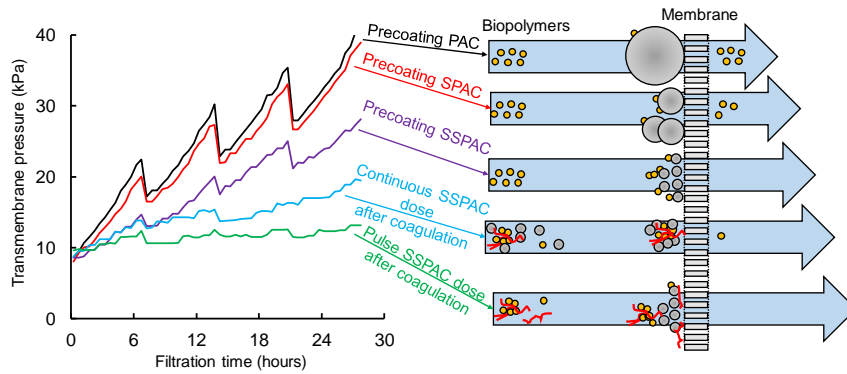 Biopolymers
Membrane
Precoating PAC
Precoating SPAC
Precoating SSPAC
Continuous SSPAC
dose
after coagulation
Pulse SSPAC dose
after coagulation
Transmembrane pressure (kPa)
40
30
20
10
0
0
6
12
18
24
30
Filtration time (hours)